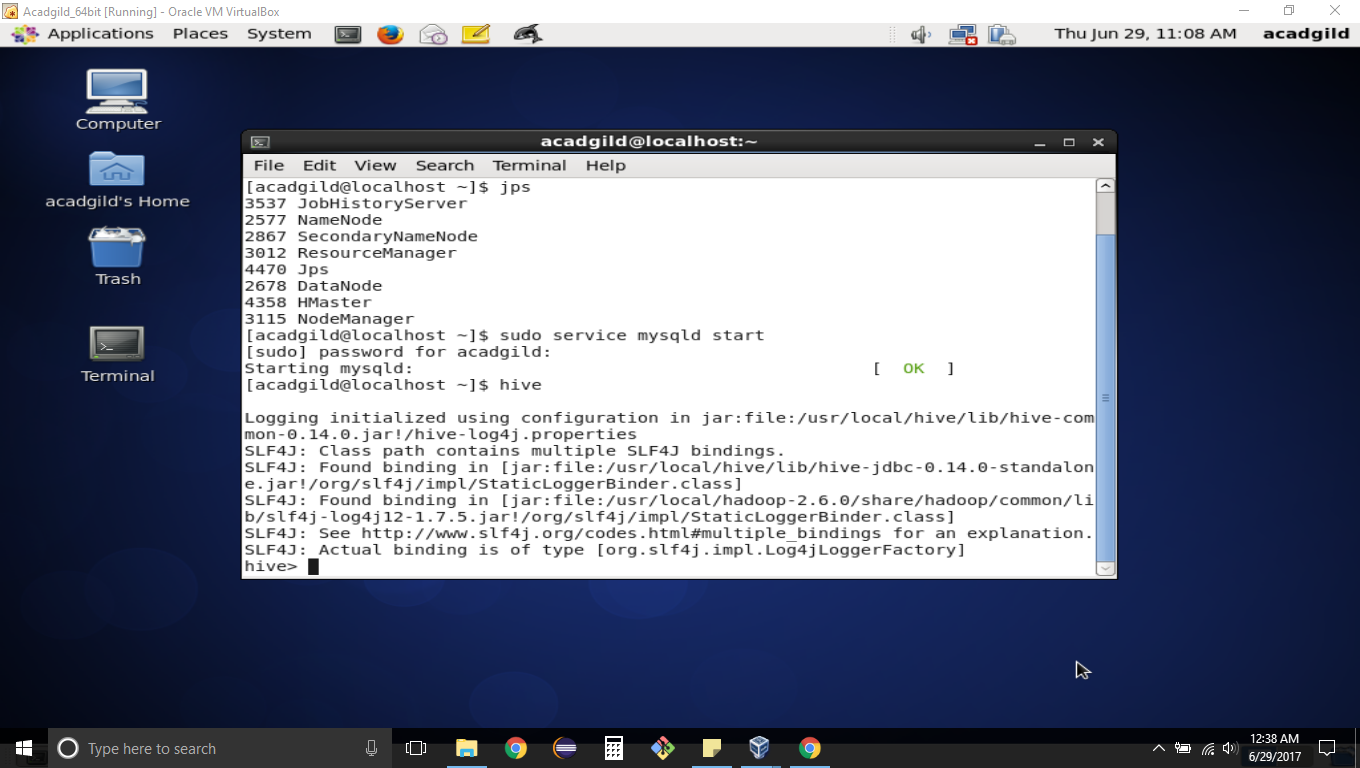 Acadgild_64bit [Running] - Oracle VM VirtualBox
Applications Places System Thu Jun 29, 11:08 AM acadgild
Computer
acadgild's Home
Trash
Terminal
acadgild@localhost:~
File Edit View Search Terminal Help
[acadgild@localhost ~]$ jps
3537 JobHistoryServer
2577 NameNode
2867 SecondaryNameNode
3012 ResourceManager
4470 Jps
2678 DataNode
4358 HMaster
3115 NodeManager
[acadgild@localhost ~]$ sudo service mysqld start
[sudo] password for acadgild:
Starting mysqld: [ OK ]
[acadgild@localhost ~]$ hive
Logging initialized using configuration in jar:file:/usr/local/hive/lib/hive-com
mon-0.14.0.jar!/hive-log4j.properties
SLF4J: Class path contains multiple SLF4J bindings.
SLF4J: Found binding in [jar:file:/usr/local/hive/lib/hive-jdbc-0.14.0-standalon
e.jar!/org/slf4j/impl/StaticLoggerBinder.class]
SLF4J: Found binding in [jar:file:/usr/local/hadoop-2.6.0/share/hadoop/common/li
b/slf4j-log4j12-1.7.5.jar!/org/slf4j/impl/StaticLoggerBinder.class]
SLF4J: See http://www.slf4j.org/codes.html#multiple_bindings for an explanation.
SLF4J: Actual binding is of type [org.slf4j.impl.Log4jLoggerFactory]
hive>
Type here to search
12:38 AM
6/29/2017